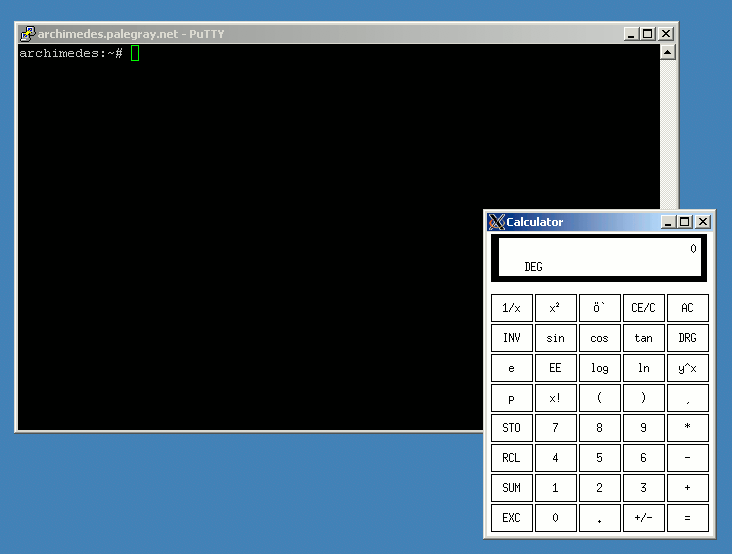 archimedes.palegray.net - PuTTY
archimedes:~#
Calculator
0
DEG
1/x x² ö` CE/C AC
INV sin cos tan DRG
e EE log ln y^x
p x! ( ) ¸
STO 7 8 9 *
RCL 4 5 6 -
SUM 1 2 3 +
EXC 0 . +/- =